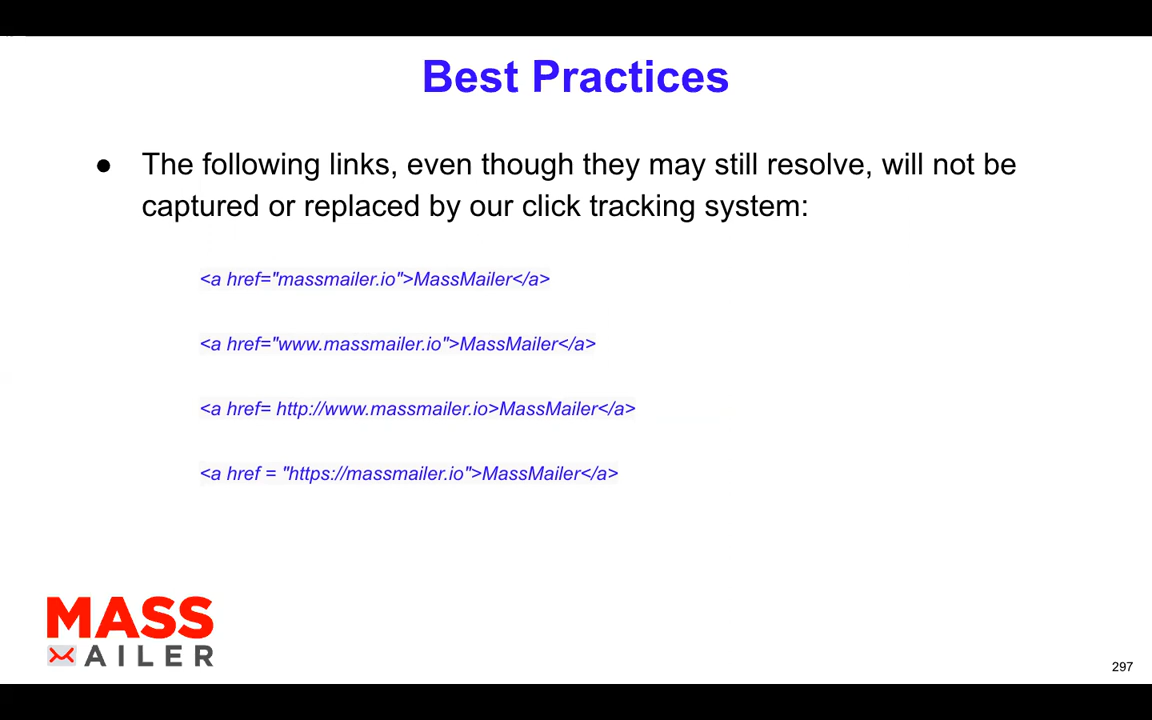 Best Practices
● The following links, even though they may still resolve, will not be
captured or replaced by our click tracking system:
<a href="massmailer.io">MassMailer</a>
<a href="www.massmailer.io">MassMailer</a>
<a href= http://www.massmailer.io>MassMailer</a>
<a href = "https://massmailer.io">MassMailer</a>
MASS
AILER
297